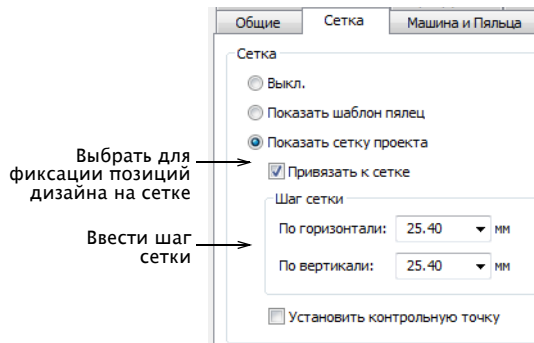 Общие Сетка Машина и Пяльца
Сетка
Выкл.
Показать шаблон пялец
Показать сетку проекта
Выбрать для
фиксации позиций
дизайна на сетке
Привязать к сетке
Шаг сетки
Ввести шаг
сетки
По горизонтали: 25.40 мм
По вертикали: 25.40 мм
Установить контрольную точку